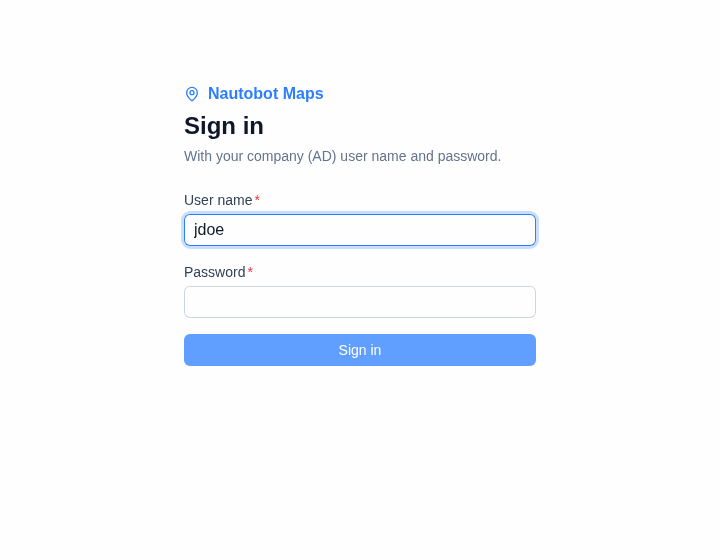 Nautobot Maps
Sign in
With your company (AD) user name and password.
User name*
jdoe
Password*
Sign in